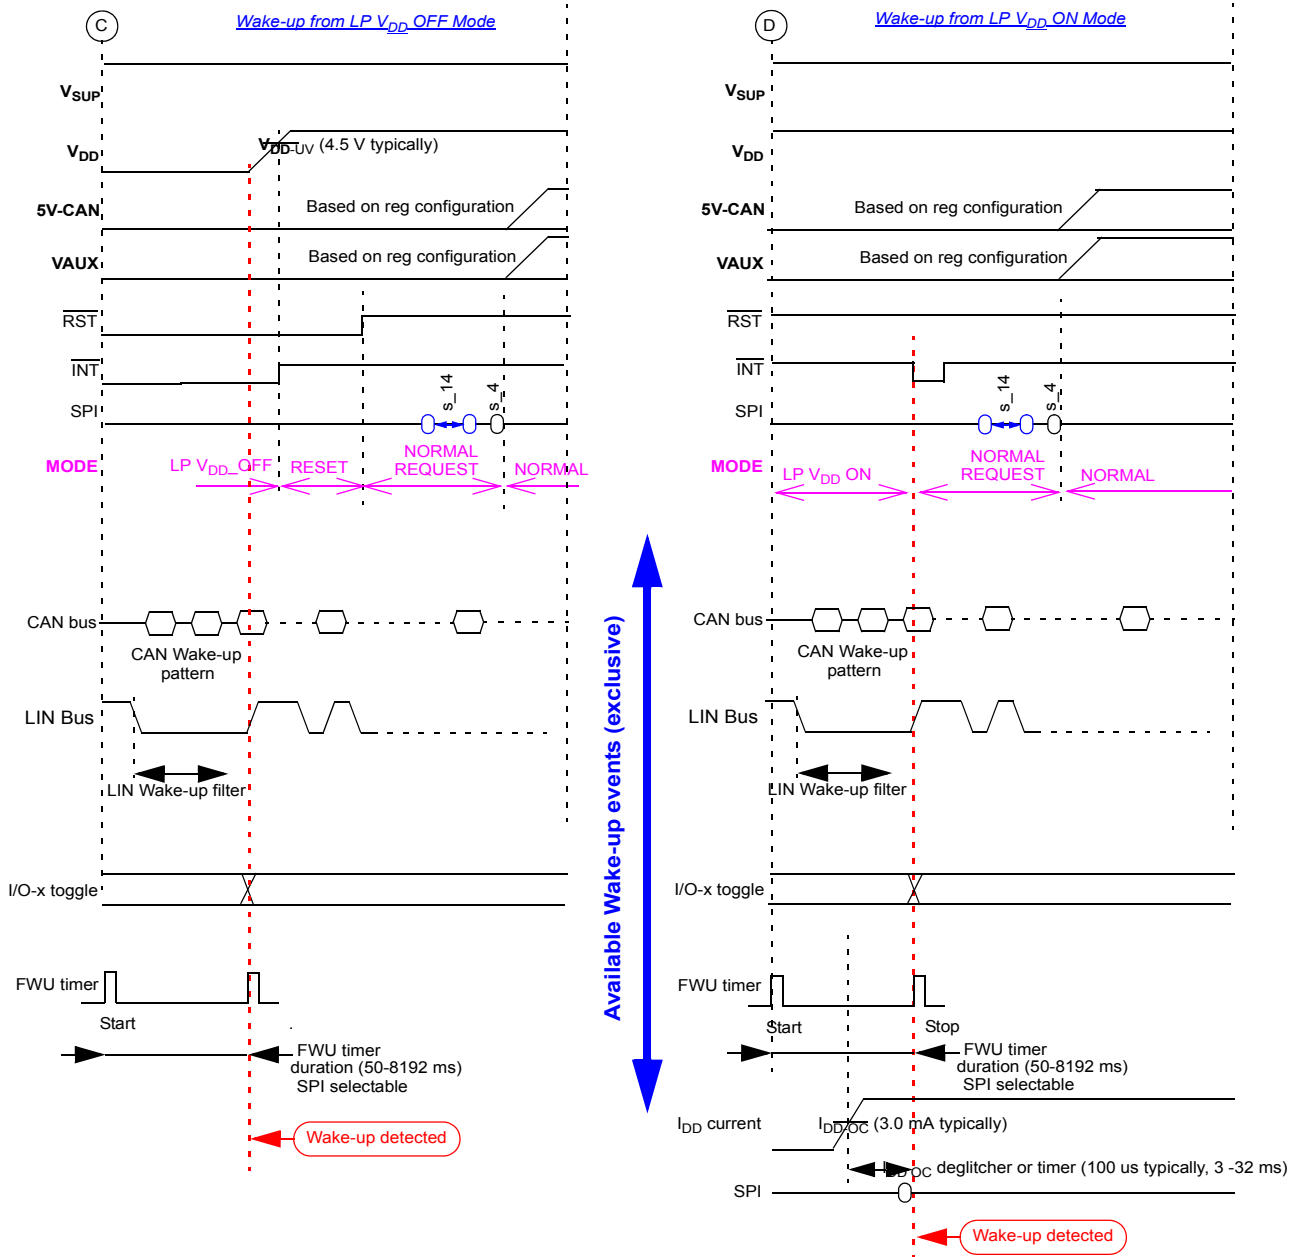 C
Wake-up from LP VDD OFF Mode
VSUP
VDD
VDD-UV (4.5 V typically)
5V-CAN
Based on reg configuration
VAUX
Based on reg configuration
RST
INT
SPI
s_14
s_4
MODE
LP VDD_OFF
RESET
NORMAL
REQUEST
NORMAL
CAN bus
CAN Wake-up
pattern
LIN Bus
LIN Wake-up filter
I/O-x toggle
FWU timer
Start
FWU timer
duration (50-8192 ms)
SPI selectable
Wake-up detected
Available Wake-up events (exclusive)
D
Wake-up from LP VDD ON Mode
VSUP
VDD
5V-CAN
Based on reg configuration
VAUX
Based on reg configuration
RST
INT
SPI
s_14
s_4
MODE
LP VDD ON
NORMAL
REQUEST
NORMAL
CAN bus
CAN Wake-up
pattern
LIN Bus
LIN Wake-up filter
I/O-x toggle
FWU timer
Start
Stop
FWU timer
duration (50-8192 ms)
SPI selectable
IDD current
IDD-OC (3.0 mA typically)
IDD-OC deglitcher or timer (100 us typically, 3 -32 ms)
SPI
Wake-up detected